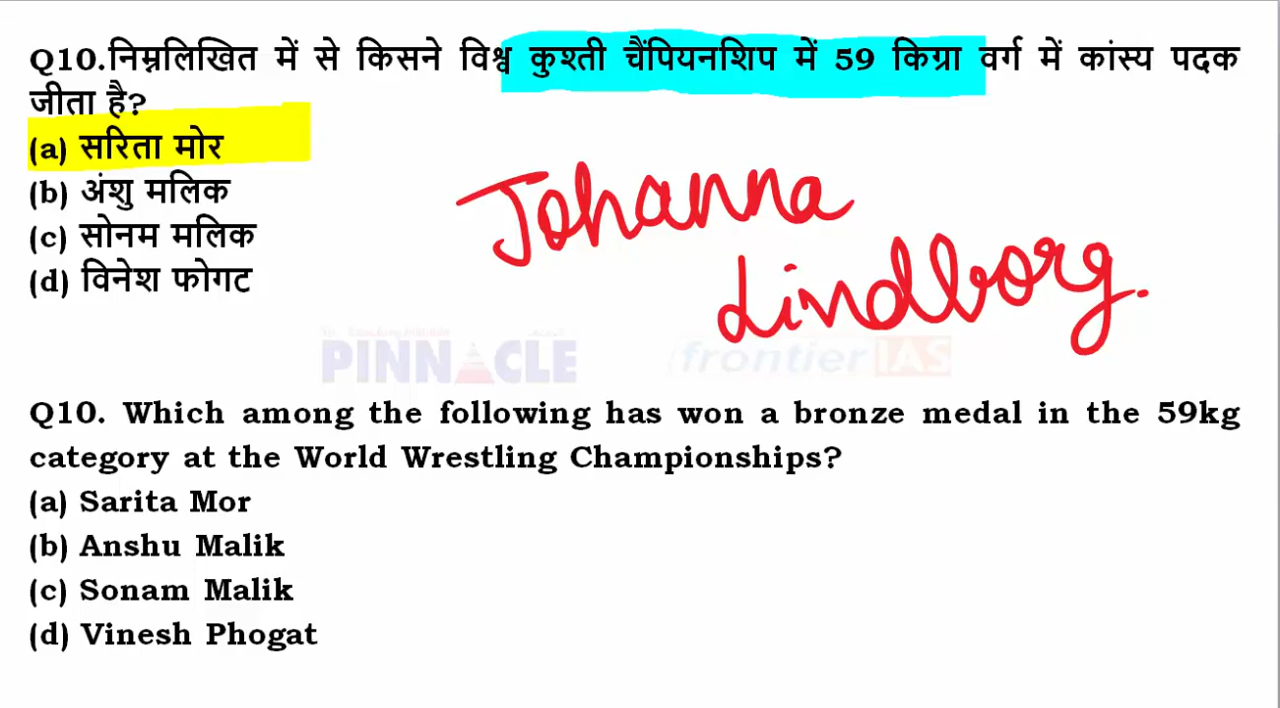 Q10.निम्नलिखित में से किसने विश्व कुश्ती चैंपियनशिप में 59 किग्रा वर्ग में कांस्य पदक
जीता है?
(a) सरिता मोर
(b) अंशु मलिक
(c) सोनम मलिक
(d) विनेश फोगट
Johanna
Lindborg.
PINNACLE frontier IAS
Q10. Which among the following has won a bronze medal in the 59kg
category at the World Wrestling Championships?
(a) Sarita Mor
(b) Anshu Malik
(c) Sonam Malik
(d) Vinesh Phogat